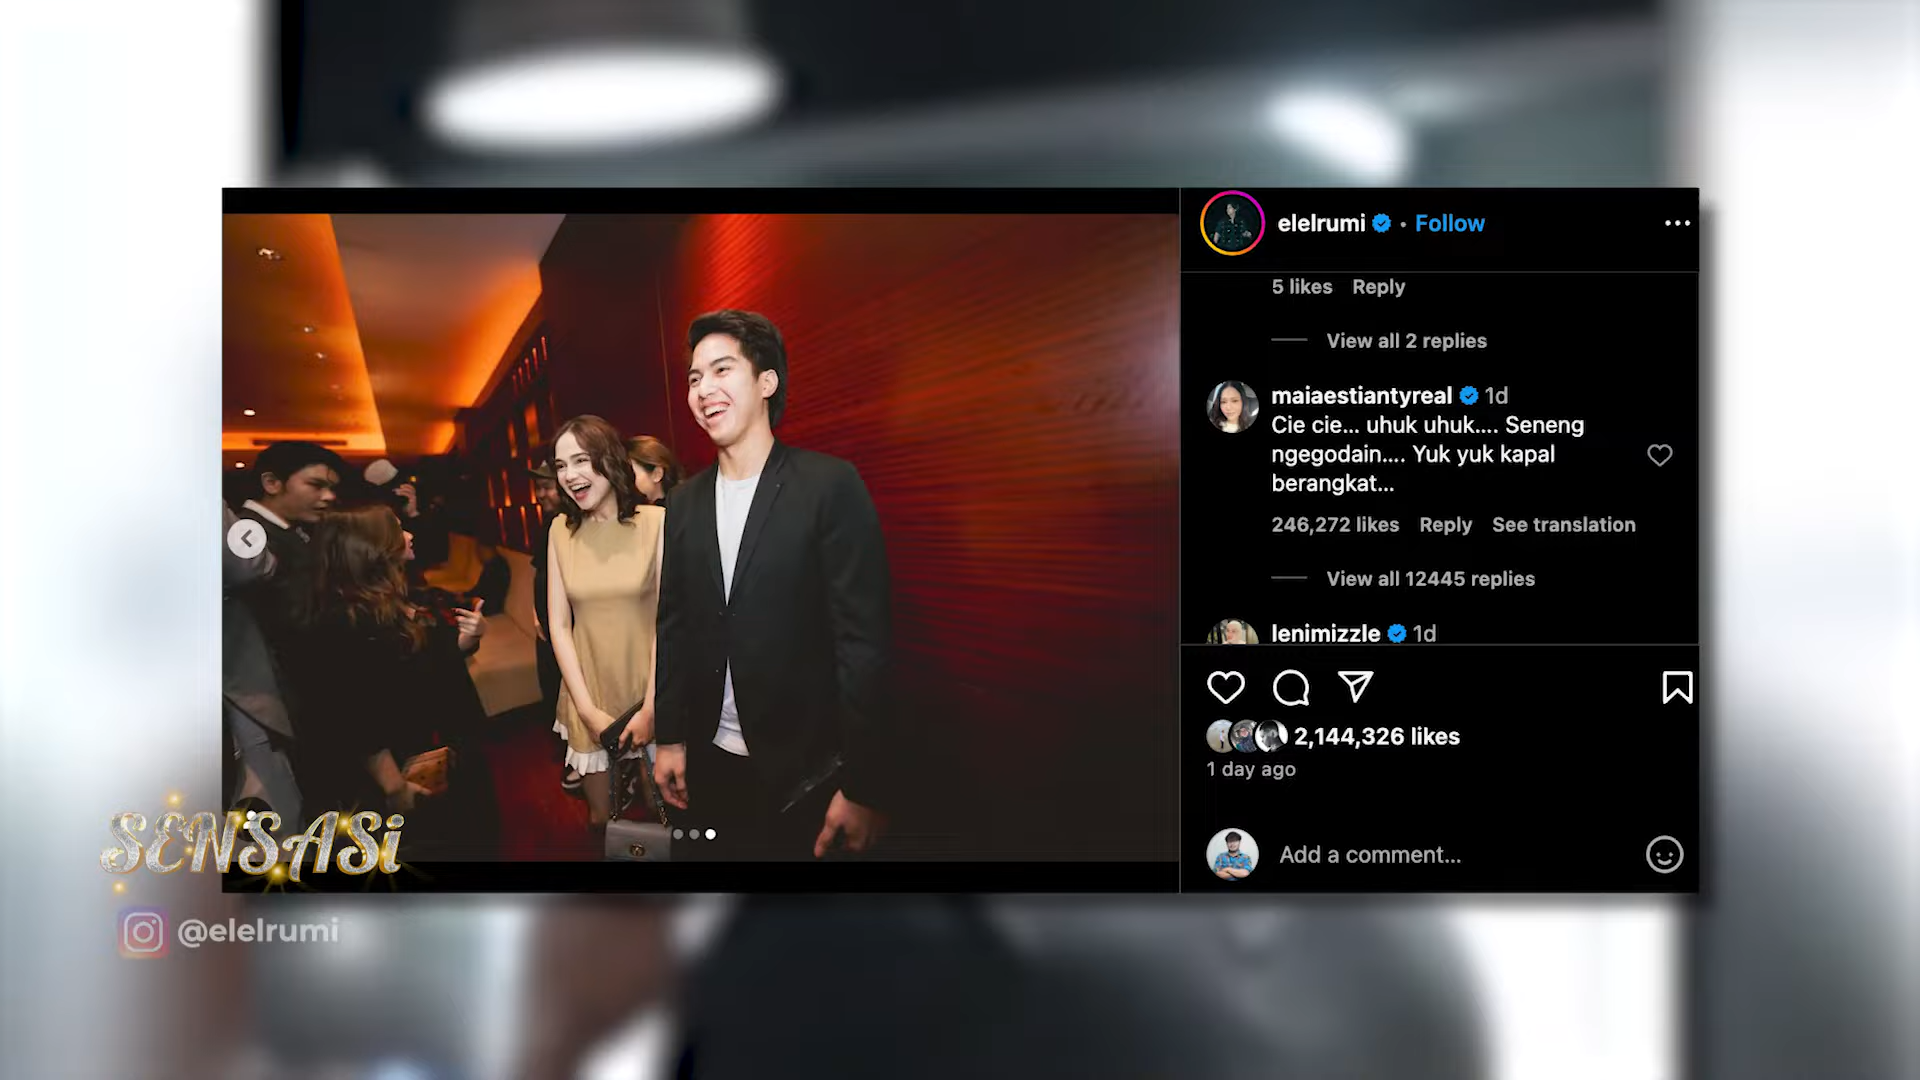 elelrumi • Follow
5 likes Reply
View all 2 replies
maiaestiantyreal 1d
Cie cie... uhuk uhuk.... Seneng
ngegodain.... Yuk yuk kapal
berangkat...
246,272 likes Reply See translation
View all 12445 replies
lenimizzle 1d
2,144,326 likes
1 day ago
Add a comment...
SENSASi
@elelrumi